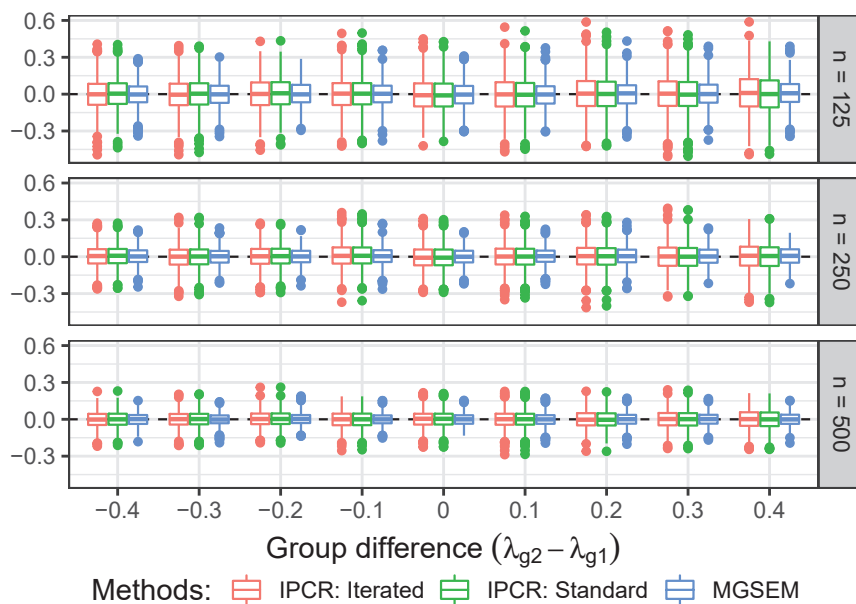 0.6
0.3
0.0
−0.3
n = 125
0.6
0.3
0.0
−0.3
n = 250
0.6
0.3
0.0
−0.3
n = 500
−0.4 −0.3 −0.2 −0.1 0 0.1 0.2 0.3 0.4
Group difference (λg2 − λg1)
Methods: IPCR: Iterated IPCR: Standard MGSEM